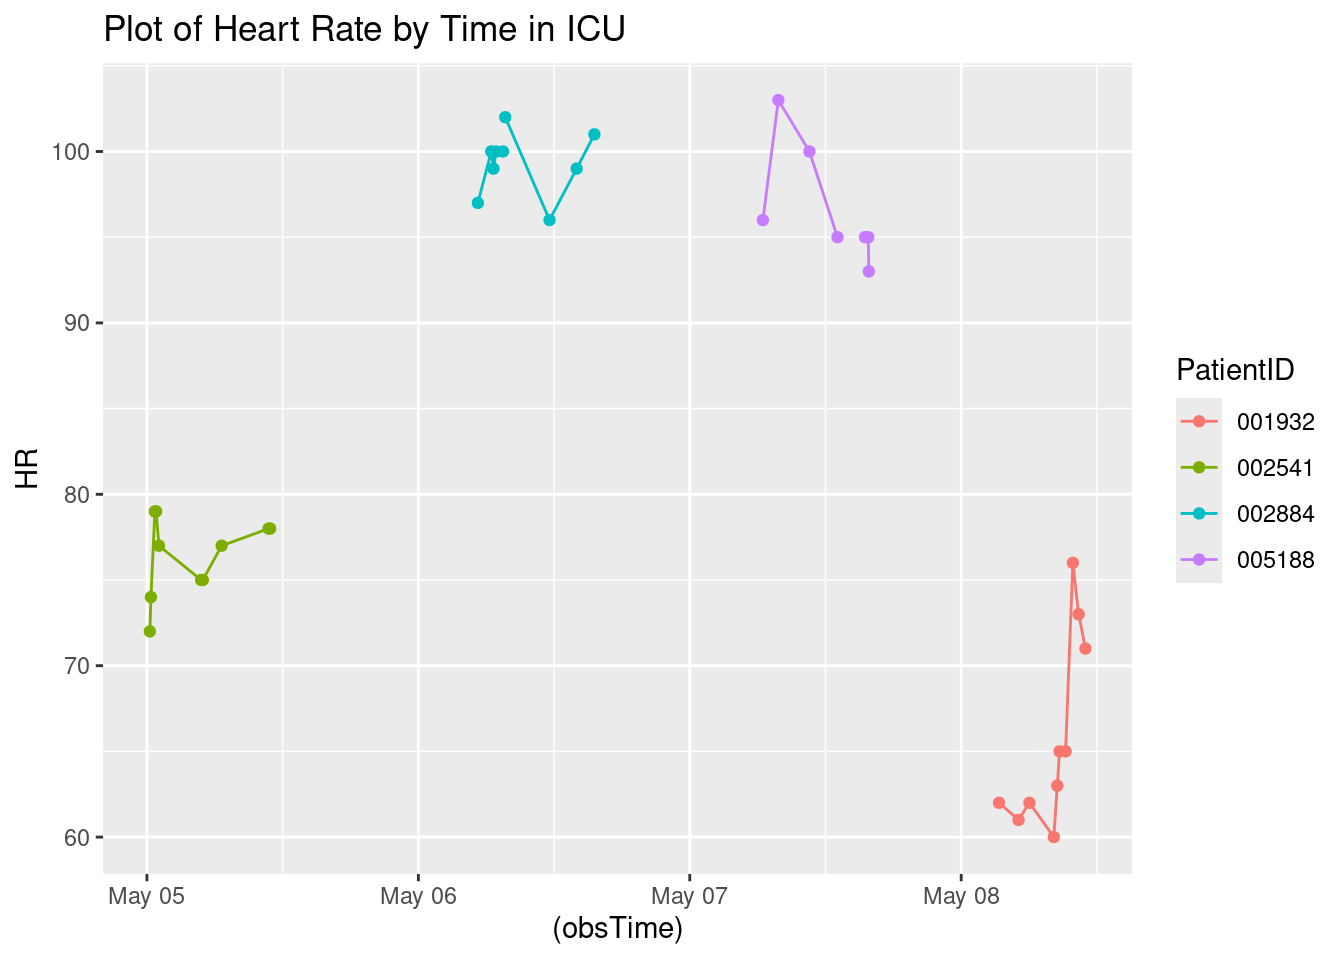 Plot of Heart Rate by Time in ICU
HR
100
90
80
70
60
May 05
May 06
May 07
May 08
(obsTime)
PatientID
001932
002541
002884
005188